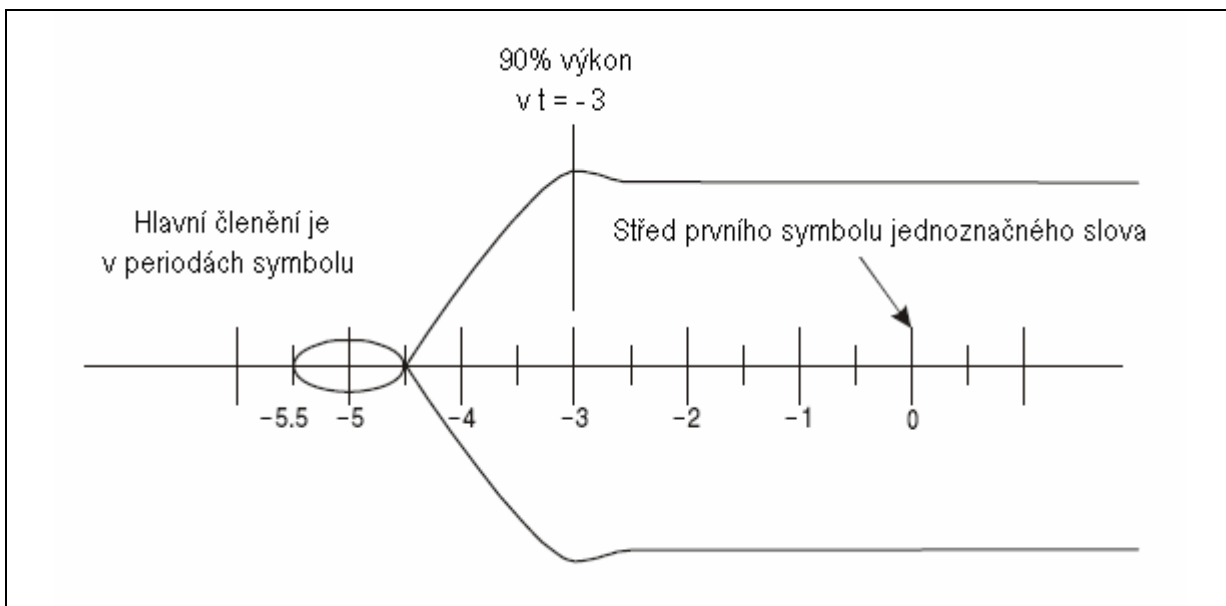 90% výkon
v t = - 3
Hlavní členění je
v periodách symbolu
Střed prvního symbolu jednoznačného slova
−5.5 −5 −4 −3 −2 −1 0